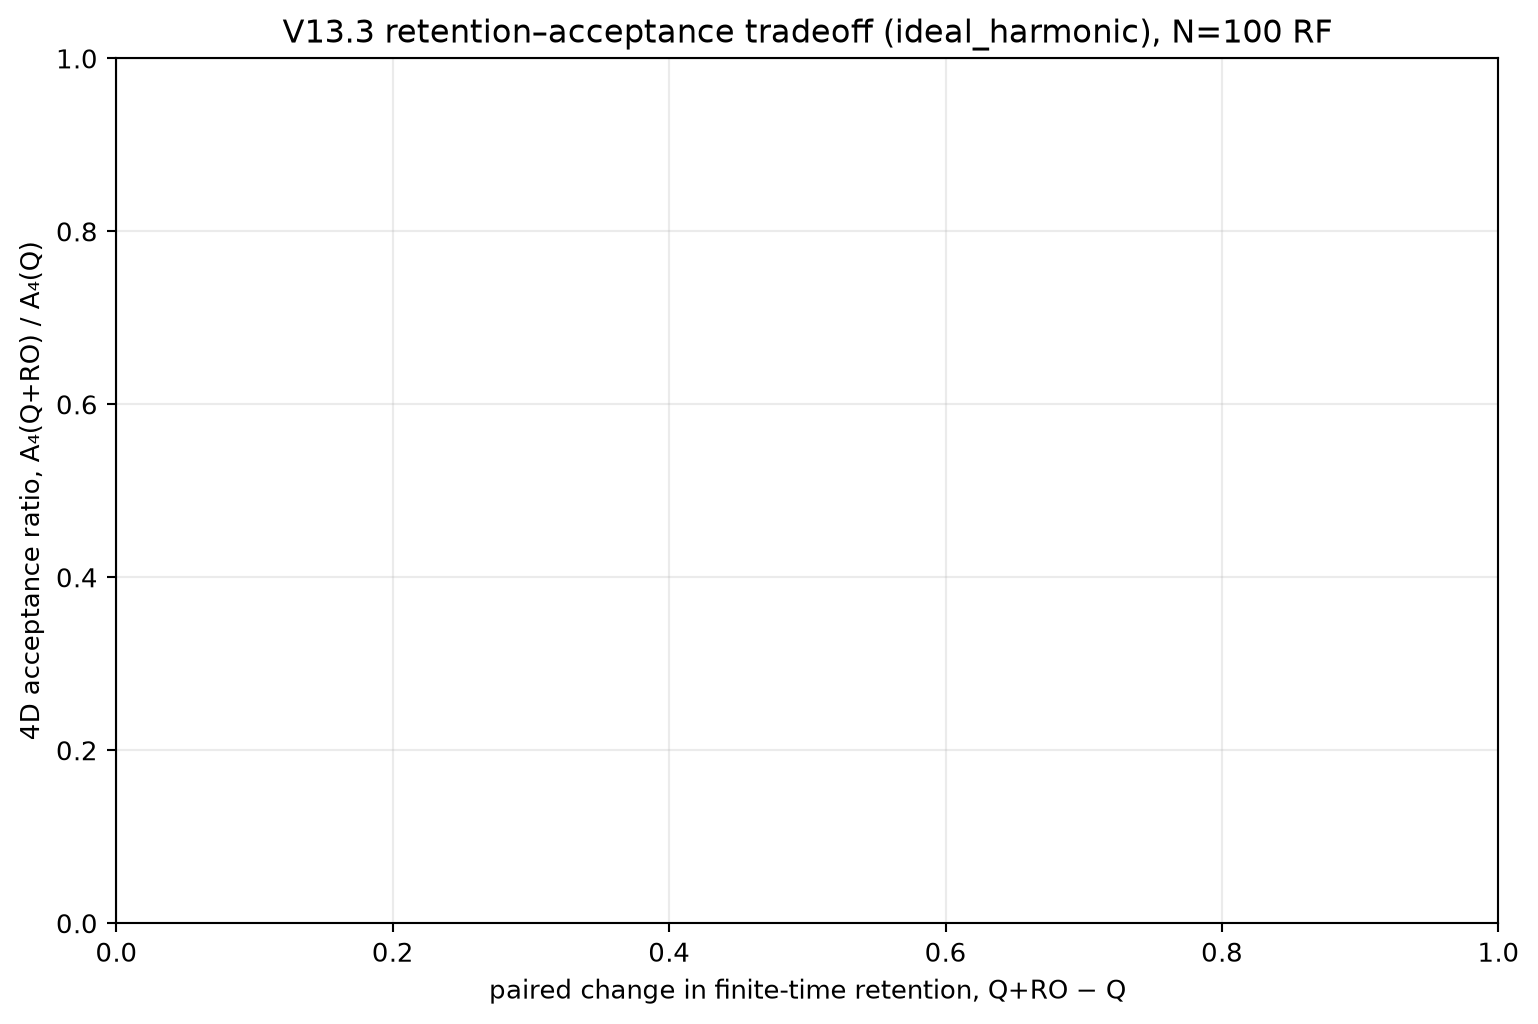 V13.3 retention–acceptance tradeoff (ideal_harmonic), N=100 RF
4D acceptance ratio, A₄(Q+RO) / A₄(Q)
1.0
0.8
0.6
0.4
0.2
0.0
0.0 0.2 0.4 0.6 0.8 1.0
paired change in finite-time retention, Q+RO − Q